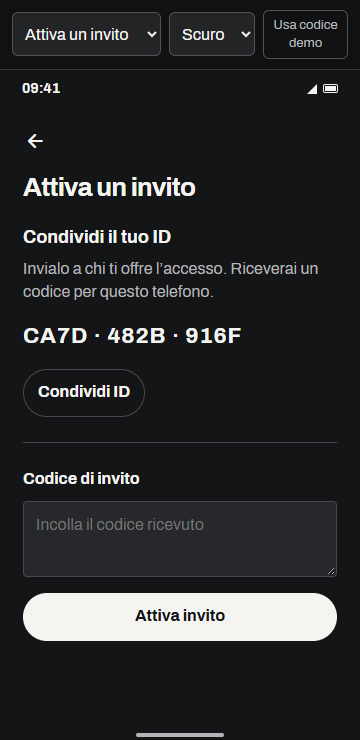 Attiva un invito
Scuro
Usa codice
demo
09:41
Attiva un invito
Condividi il tuo ID
Invialo a chi ti offre l’accesso. Riceverai un
codice per questo telefono.
CA7D · 482B · 916F
Condividi ID
Codice di invito
Incolla il codice ricevuto
Attiva invito